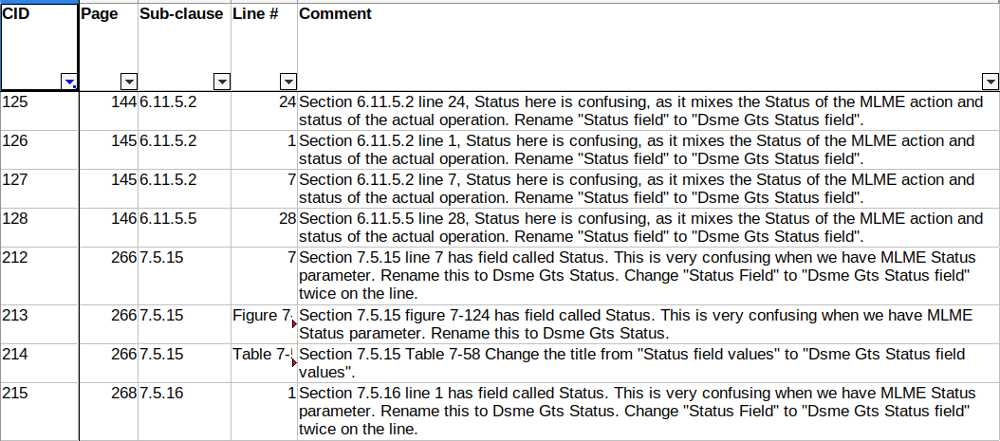 CID Page Sub-clause Line # Comment
125 144 6.11.5.2 24 Section 6.11.5.2 line 24, Status here is confusing, as it mixes the Status of the MLME action and
status of the actual operation. Rename "Status field" to "Dsme Gts Status field".
126 145 6.11.5.2 1 Section 6.11.5.2 line 1, Status here is confusing, as it mixes the Status of the MLME action and
status of the actual operation. Rename "Status field" to "Dsme Gts Status field".
127 145 6.11.5.2 7 Section 6.11.5.2 line 7, Status here is confusing, as it mixes the Status of the MLME action and
status of the actual operation. Rename "Status field" to "Dsme Gts Status field".
128 146 6.11.5.5 28 Section 6.11.5.5 line 28, Status here is confusing, as it mixes the Status of the MLME action and
status of the actual operation. Rename "Status field" to "Dsme Gts Status field".
212 266 7.5.15 7 Section 7.5.15 line 7 has field called Status. This is very confusing when we have MLME Status
parameter. Rename this to Dsme Gts Status. Change "Status Field" to "Dsme Gts Status field"
twice on the line.
213 266 7.5.15 Figure 7- Section 7.5.15 figure 7-124 has field called Status. This is very confusing when we have MLME
Status parameter. Rename this to Dsme Gts Status.
214 266 7.5.15 Table 7- Section 7.5.15 Table 7-58 Change the title from "Status field values" to "Dsme Gts Status field
values".
215 268 7.5.16 1 Section 7.5.16 line 1 has field called Status. This is very confusing when we have MLME Status
parameter. Rename this to Dsme Gts Status. Change "Status Field" to "Dsme Gts Status field"
twice on the line.